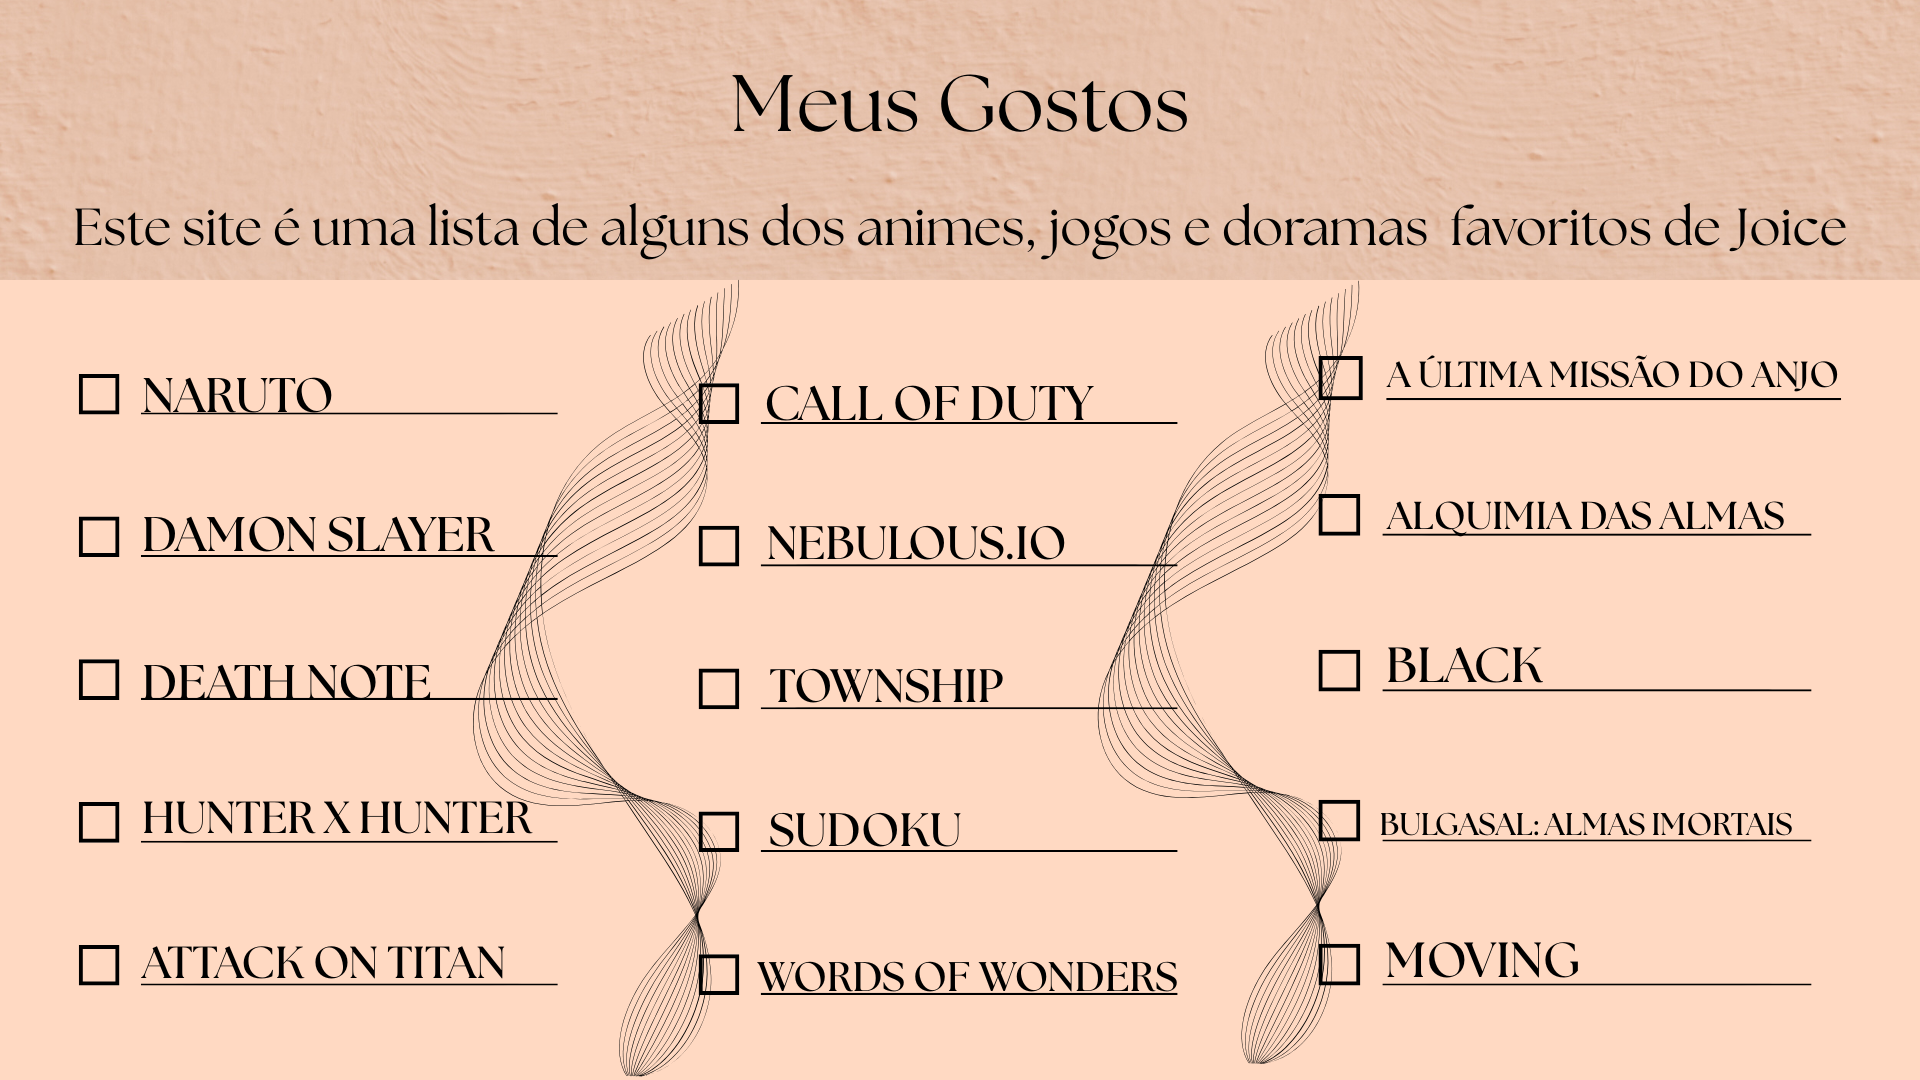 Meus Gostos
Este site é uma lista de alguns dos animes, jogos e doramas favoritos de Joice
NARUTO
DAMON SLAYER
DEATH NOTE
HUNTER X HUNTER
ATTACK ON TITAN
CALL OF DUTY
NEBULOUS.IO
TOWNSHIP
SUDOKU
WORDS OF WONDERS
A ÚLTIMA MISSÃO DO ANJO
ALQUIMIA DAS ALMAS
BLACK
BULGASAL: ALMAS IMORTAIS
MOVING